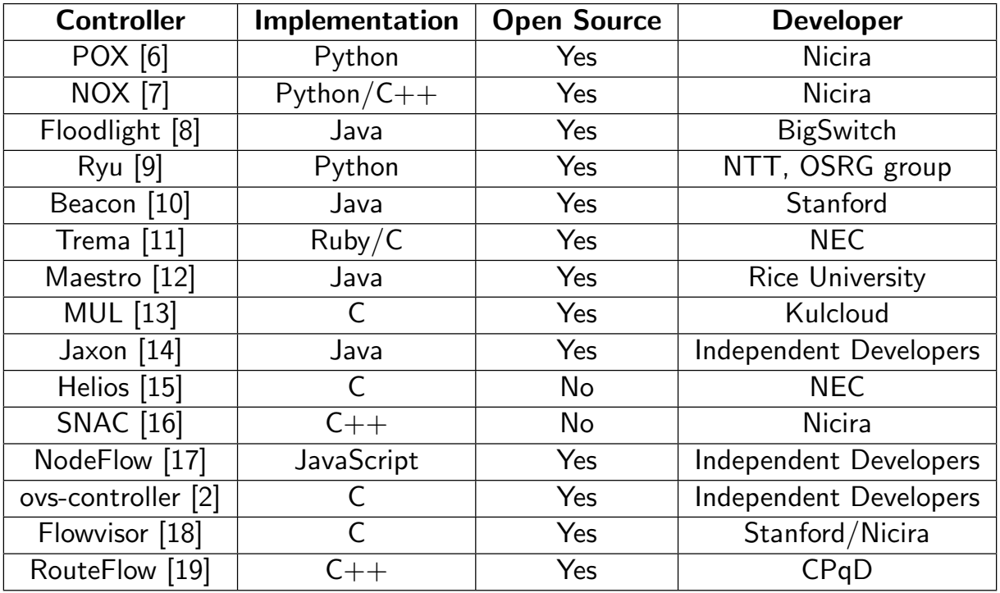 Controller Implementation Open Source Developer
POX [6] Python Yes Nicira
NOX [7] Python/C++ Yes Nicira
Floodlight [8] Java Yes BigSwitch
Ryu [9] Python Yes NTT, OSRG group
Beacon [10] Java Yes Stanford
Trema [11] Ruby/C Yes NEC
Maestro [12] Java Yes Rice University
MUL [13] C Yes Kulcloud
Jaxon [14] Java Yes Independent Developers
Helios [15] C No NEC
SNAC [16] C++ No Nicira
NodeFlow [17] JavaScript Yes Independent Developers
ovs-controller [2] C Yes Independent Developers
Flowvisor [18] C Yes Stanford/Nicira
RouteFlow [19] C++ Yes CPqD